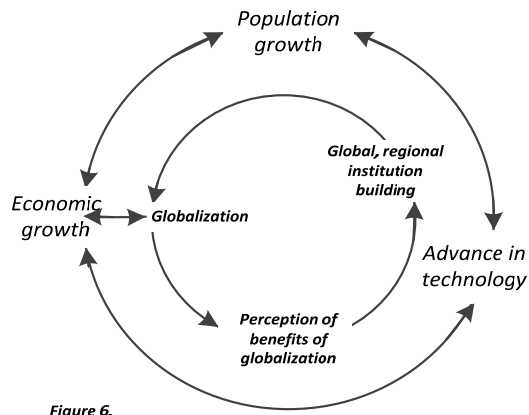 Population
growth
Global, regional
institution
building
Economic
growth
Globalization
Advance in
technology
Perception of
benefits of
globalization
Figure 6.